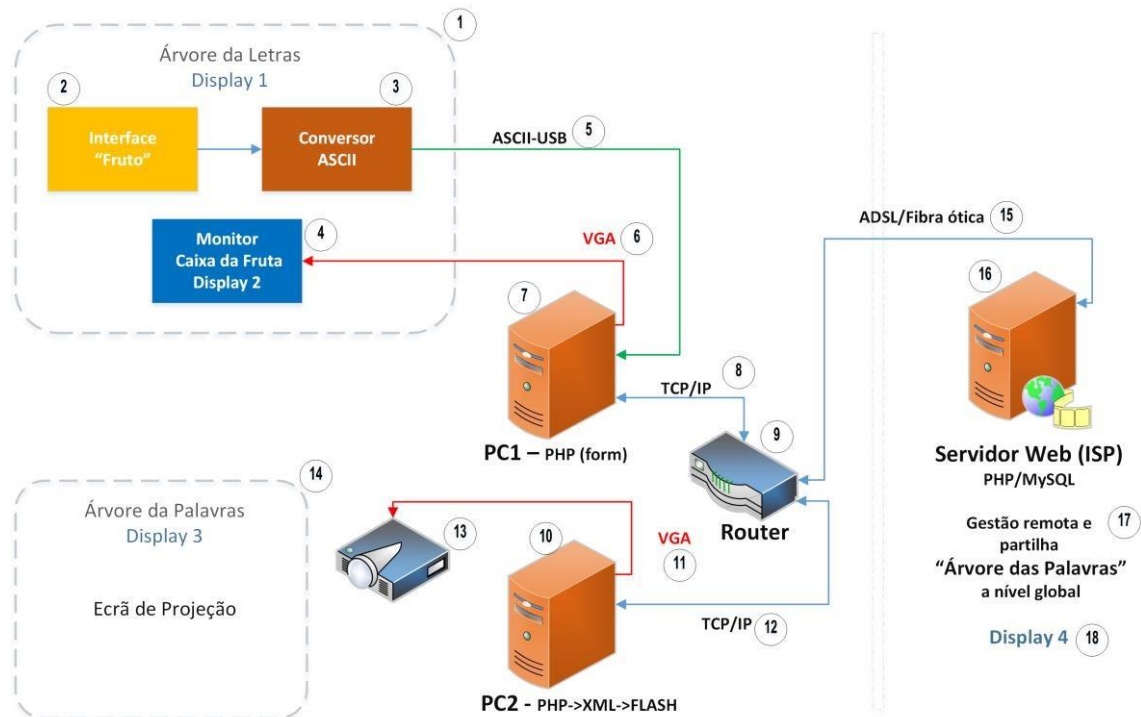 1
Árvore da Letras
Display 1
2
3
Interface
“Fruto”
Conversor
ASCII
ASCII-USB 5
Monitor
Caixa da Fruta
Display 2
4
VGA 6
7
TCP/IP
8
PC1 – PHP (form)
9
Router
ADSL/Fibra ótica 15
16
Servidor Web (ISP)
PHP/MySQL
Gestão remota e
partilha
“Árvore das Palavras”
a nível global
17
Display 4 18
14
Árvore da Palavras
Display 3
Ecrã de Projeção
13
10
VGA
11
TCP/IP 12
PC2 - PHP->XML->FLASH